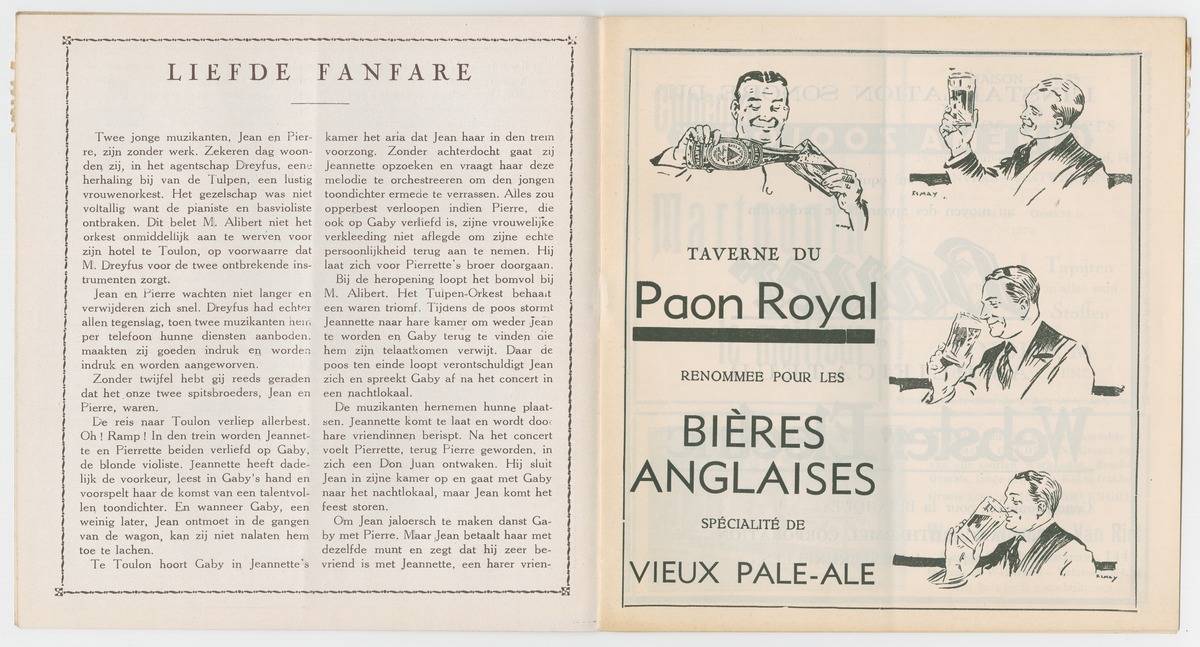 LIEFDE FANFARE
Twee jonge muzikanten, Jean en Pier-
re, zijn zonder werk. Zekeren dag woon-
den zij, in het agentschap Dreyfus, eene
herhaling bij van de Tulpen, een lustig
vrouwenorkest. Het gezelschap was niet
voltallig want de pianiste en basvioliste
ontbraken. Dit belet M. Alibert niet het
orkest onmiddellijk aan te werven voor
zijn hotel te Toulon, op voorwaarde dat
M. Dreyfus voor de twee ontbrekende ins-
trumenten zorgt.
Jean en Pierre wachten niet langer en
verwijderen zich snel. Dreyfus had echter
allen tegenslag, toen twee muzikanten hem
per telefoon hunne diensten aanboden.
maakten zij goeden indruk en worden
indruk en worden aangeworven.
Zonder twijfel hebt gij reeds geraden
dat het onze twee spitsbroeders, Jean en
Pierre, waren.
De reis naar Toulon verliep allerbest.
Oh ! Ramp ! In den trein worden Jeannet-
te en Pierrette beiden verliefd op Gaby,
de blonde violiste. Jeannette heeft dade-
lijk de voorkeur, leest in Gaby's hand en
voorspelt haar de komst van een talentvol-
len toondichter. En wanneer Gaby, een
weinig later, Jean ontmoet in de gangen
van de wagon, kan zij niet nalaten hem
toe te lachen.
Te Toulon hoort Gaby in Jeannette's
kamer het aria dat Jean haar in den trein
voorzong. Zonder achterdocht gaat zij
Jeannette opzoeken en vraagt haar deze
melodie te orchestreeren om den jongen
toondichter ermede te verrassen. Alles zou
opperbest verloopen indien Pierre, die
ook op Gaby verliefd is, zijne vrouwelijke
verkleeding niet aflegde om zijne echte
persoonlijkheid terug aan te nemen. Hij
laat zich voor Pierrette's broer doorgaan.
Bij de heropening loopt het bomvol bij
M. Alibert. Het Tulpen-Orkest behaalt
een waren triomf. Tijdens de poos stormt
Jeannette naar hare kamer om weder Jean
te worden en Gaby terug te vinden die
hem zijn telaatkomen verwijt. Daar de
poos ten einde loopt verontschuldigt Jean
zich en spreekt Gaby af na het concert in
een nachtlokaal.
De muzikanten hernemen hunne plaat-
sen. Jeannette komt te laat en wordt door
hare vriendinnen berispt. Na het concert
voelt Pierrette, terug Pierre geworden, in
zich een Don Juan ontwaken. Hij sluit
Jean in zijne kamer op en gaat met Gaby
naar het nachtlokaal, maar Jean komt het
feest storen.
Om Jean jaloersch te maken danst Ga-
by met Pierre. Maar Jean betaalt haar met
dezelfde munt en zegt dat hij zeer be-
vriend is met Jeannette, een harer vrien-
TAVERNE DU
Paon Royal
RENOMMEE POUR LES
BIÈRES
ANGLAISES
SPÉCIALITÉ DE
VIEUX PALE-ALE